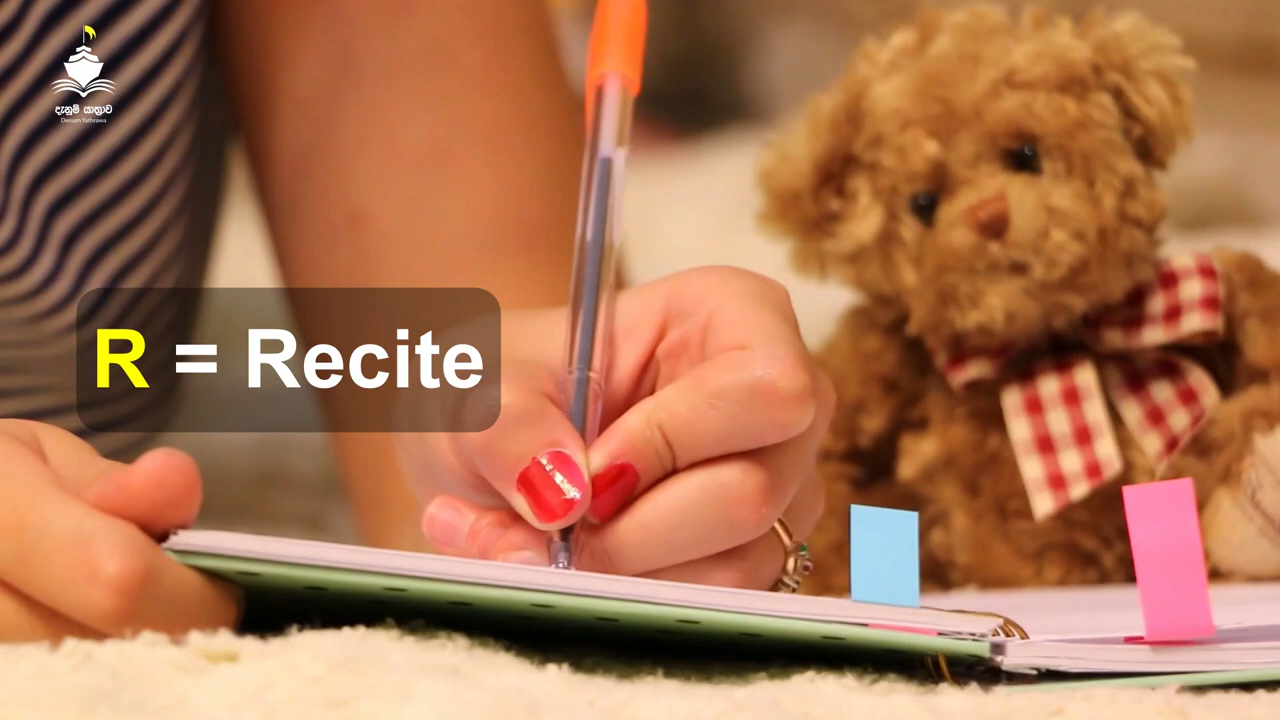 දැනුම් යාත්‍රාව
Denum Yathrawa
R = Recite